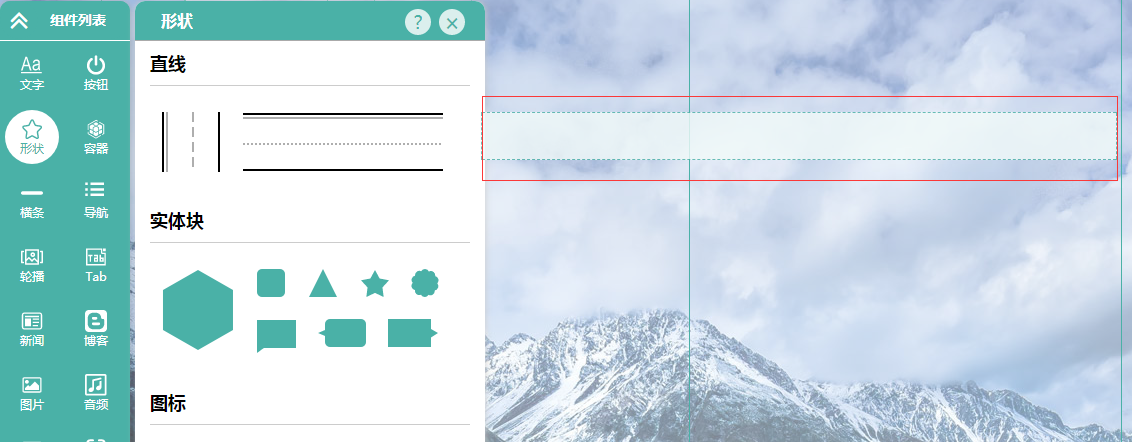 组件列表
形状
?
Aa
文字
按钮
形状
容器
横条
导航
轮播
Tab
Tab
新闻
博客
图片
音频
直线
实体块
图标